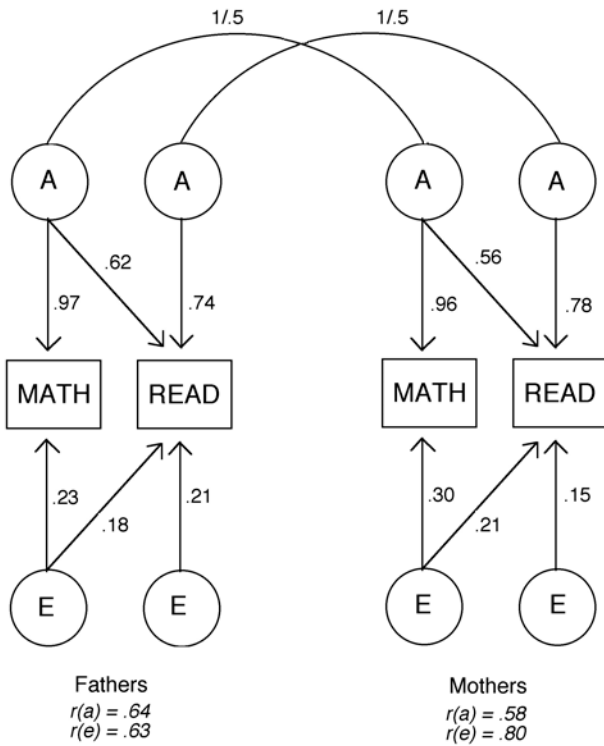 1/.5 1/.5
A A A A
.62 .56
.97 .74 .96 .78
MATH READ MATH READ
.23 .18 .21 .30 .21 .15
E E E E
Fathers Mothers
r(a) = .64 r(a) = .58
r(e) = .63 r(e) = .80